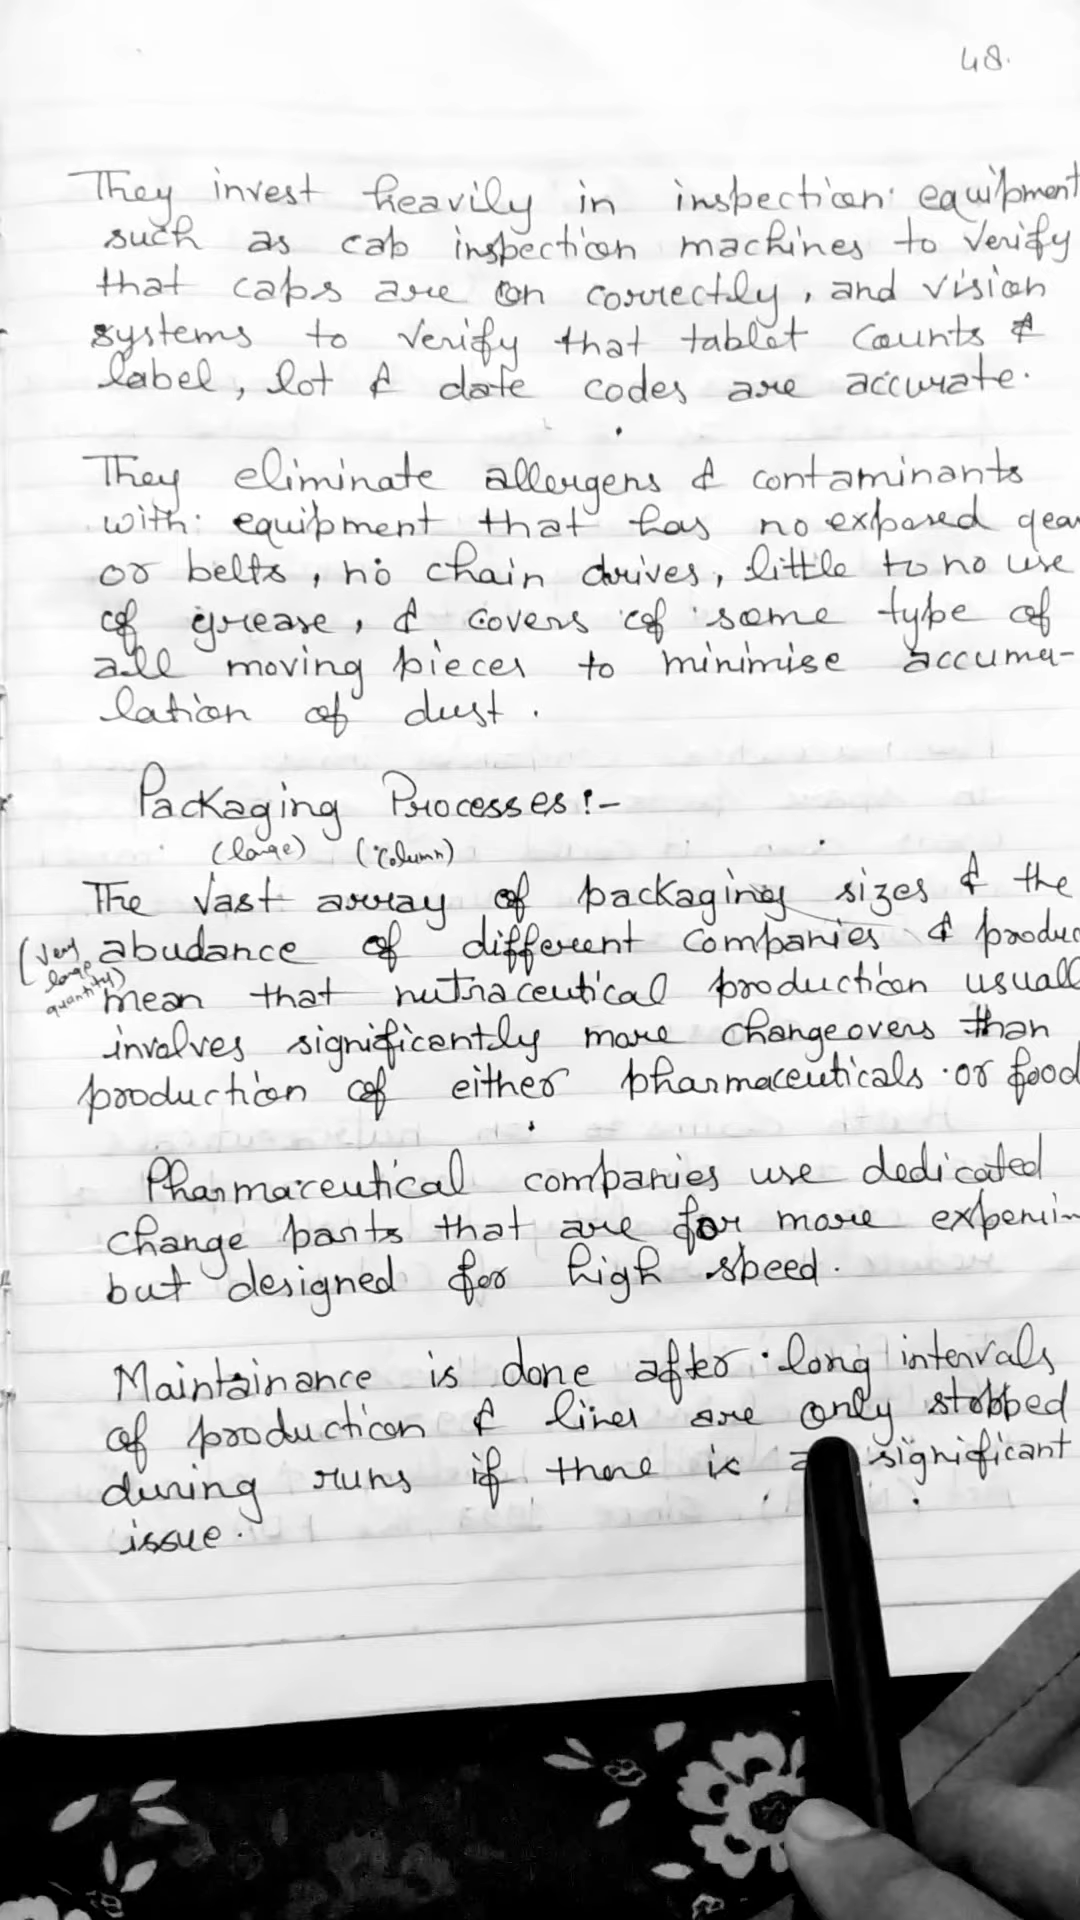 48.
They invest heavily in inspection equipment
such as cap inspection machines to verify
that caps are on correctly, and vision
systems to verify that tablet counts &
label, lot & date codes are accurate.
They eliminate allergens & contaminants
with equipment that has no exposed gear
or belts, no chain drives, little to no use
of grease, & covers of some type of
all moving pieces to minimise accumu-
lation of dust.
Packaging Processes :-
(large) (column)
The vast array of packaging sizes & the
(very large quantity) abudance of different companies & produc
mean that nutraceutical production usuall
involves significantly more changeovers than
production of either pharmaceuticals or food
Pharmaceutical companies use dedicated
change parts that are far more
but designed for high speed.
Maintainance is done after long intervals
of production & lines are only stopped
during runs if there is a significant
issue.